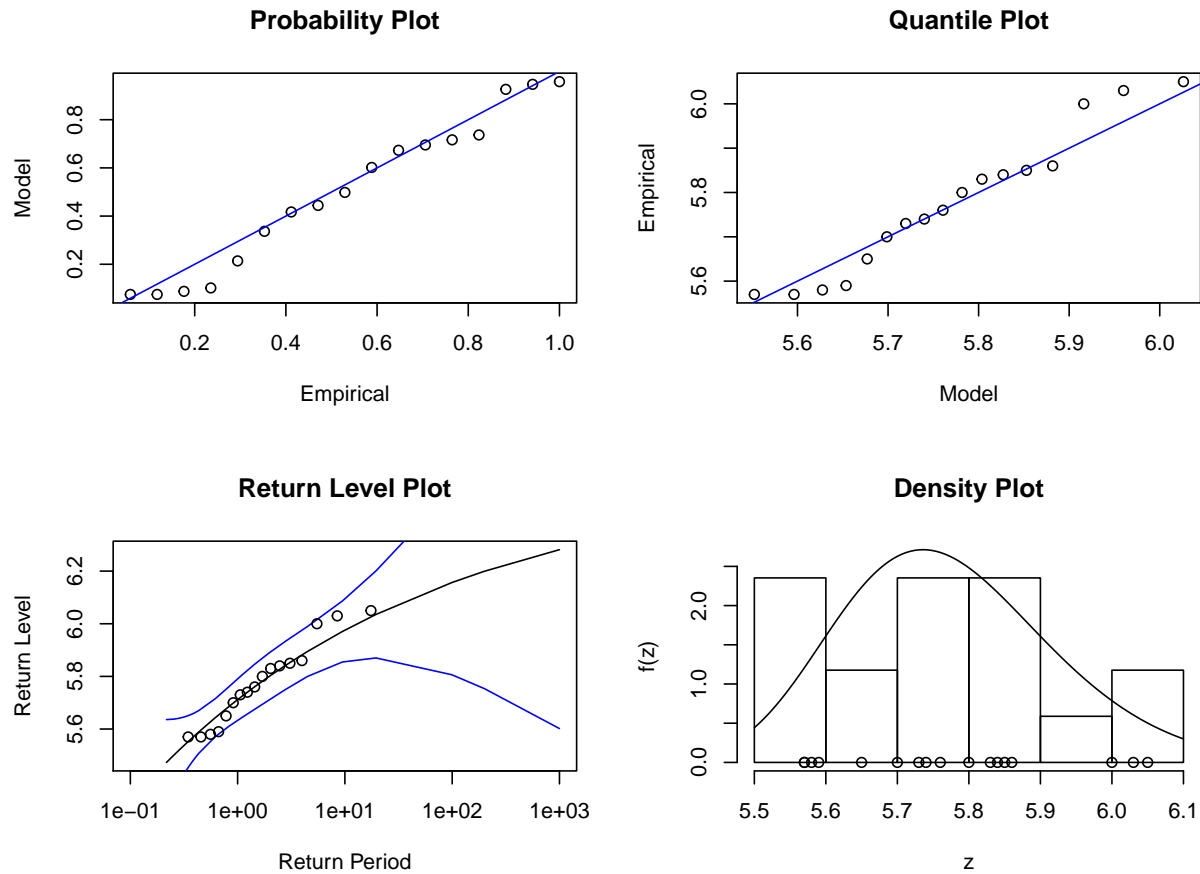 Probability Plot
Model
0.2 0.4 0.6 0.8
0.2 0.4 0.6 0.8 1.0
Empirical
Quantile Plot
Empirical
5.6 5.8 6.0
5.6 5.7 5.8 5.9 6.0
Model
Return Level Plot
Return Level
5.6 5.8 6.0 6.2
1e−01 1e+00 1e+01 1e+02 1e+03
Return Period
Density Plot
f(z)
0.0 1.0 2.0
5.5 5.6 5.7 5.8 5.9 6.0 6.1
z